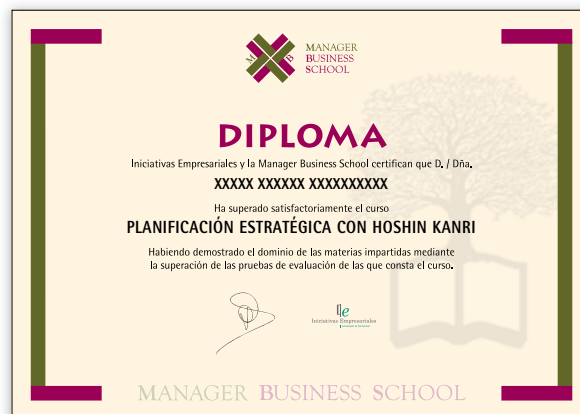 M B
MANAGER
BUSINESS
SCHOOL
DIPLOMA
Iniciativas Empresariales y la Manager Business School certifican que D. / Dña.
XXXXX XXXXXX XXXXXXXXXX
Ha superado satisfactoriamente el curso
PLANIFICACIÓN ESTRATÉGICA CON HOSHIN KANRI
Habiendo demostrado el dominio de las materias impartidas mediante
la superación de las pruebas de evaluación de las que consta el curso.
Iniciativas Empresariales
MANAGER BUSINESS SCHOOL